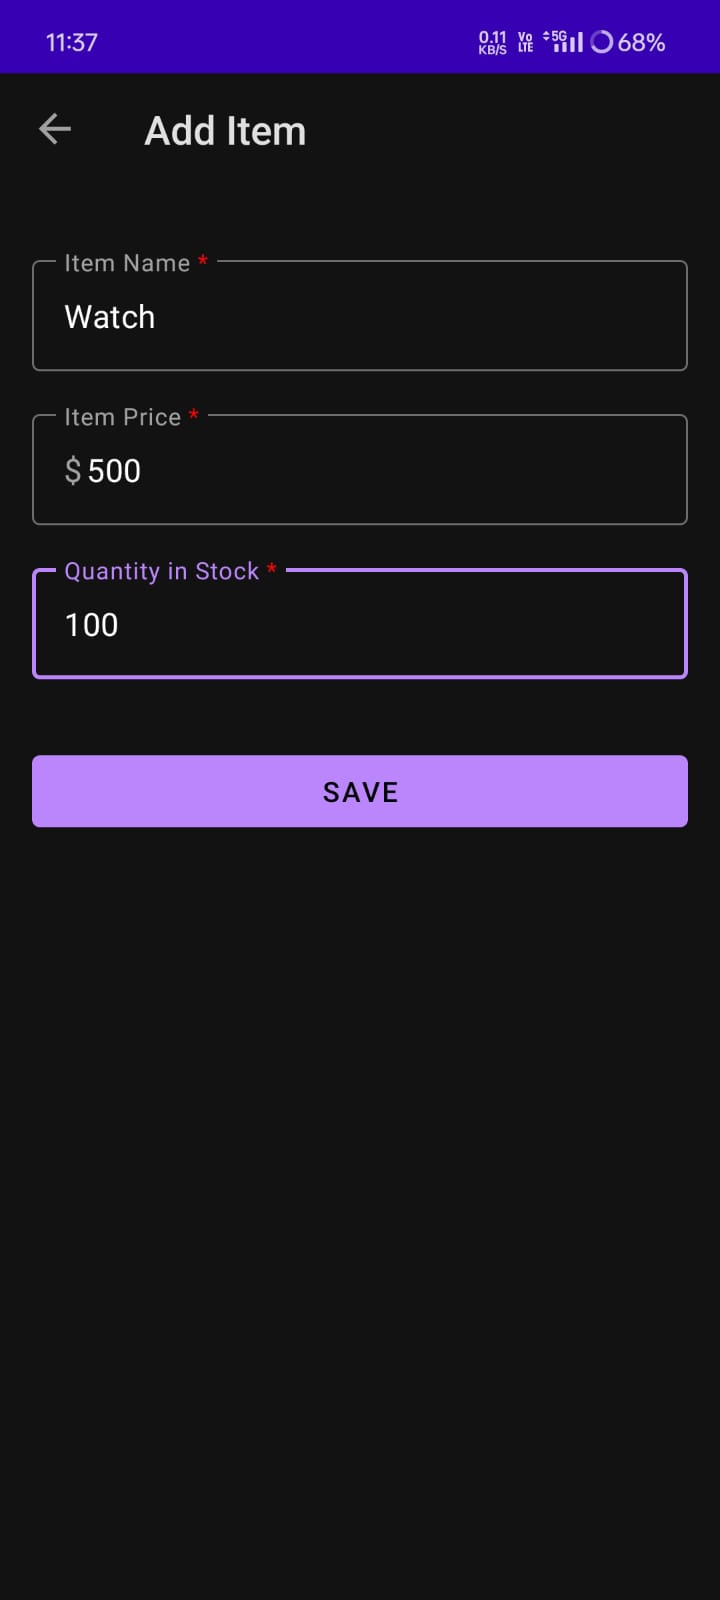 11:37 0.11 KB/S Vo LTE 5G 68%
Add Item
Item Name *
Watch
Item Price *
$ 500
Quantity in Stock *
100
SAVE